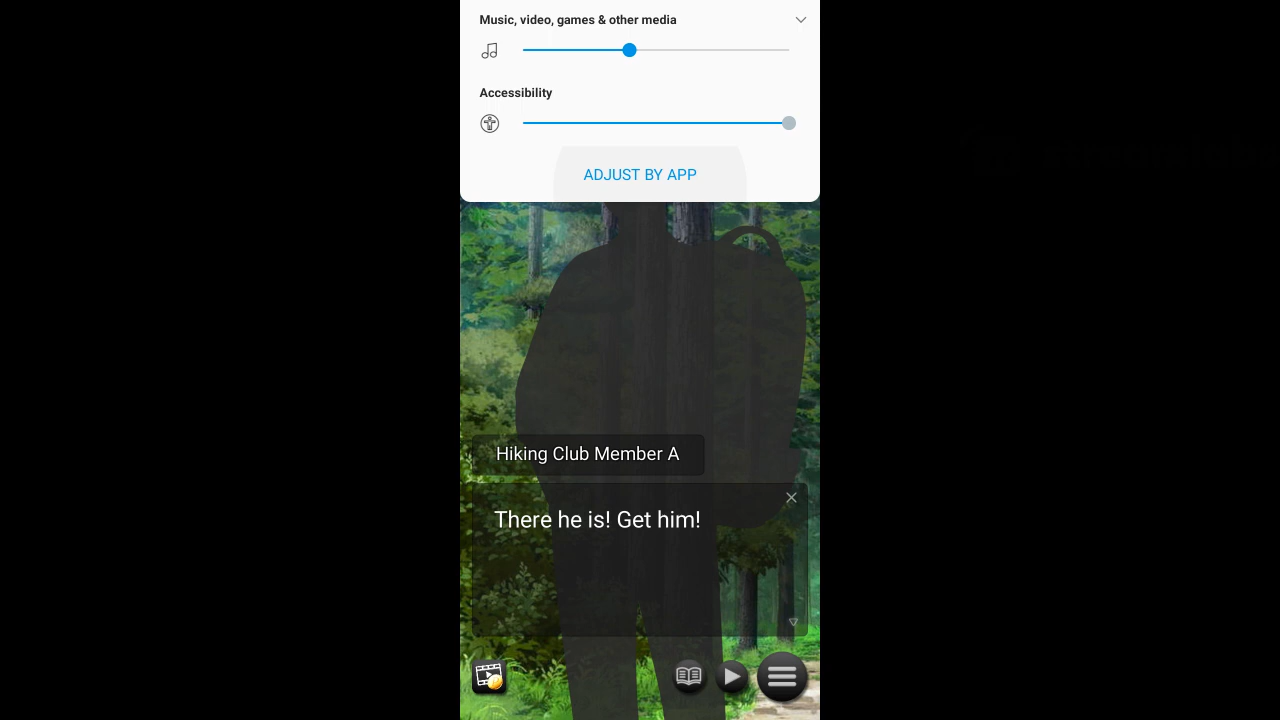 Music, video, games & other media
Accessibility
ADJUST BY APP
Hiking Club Member A
There he is! Get him!